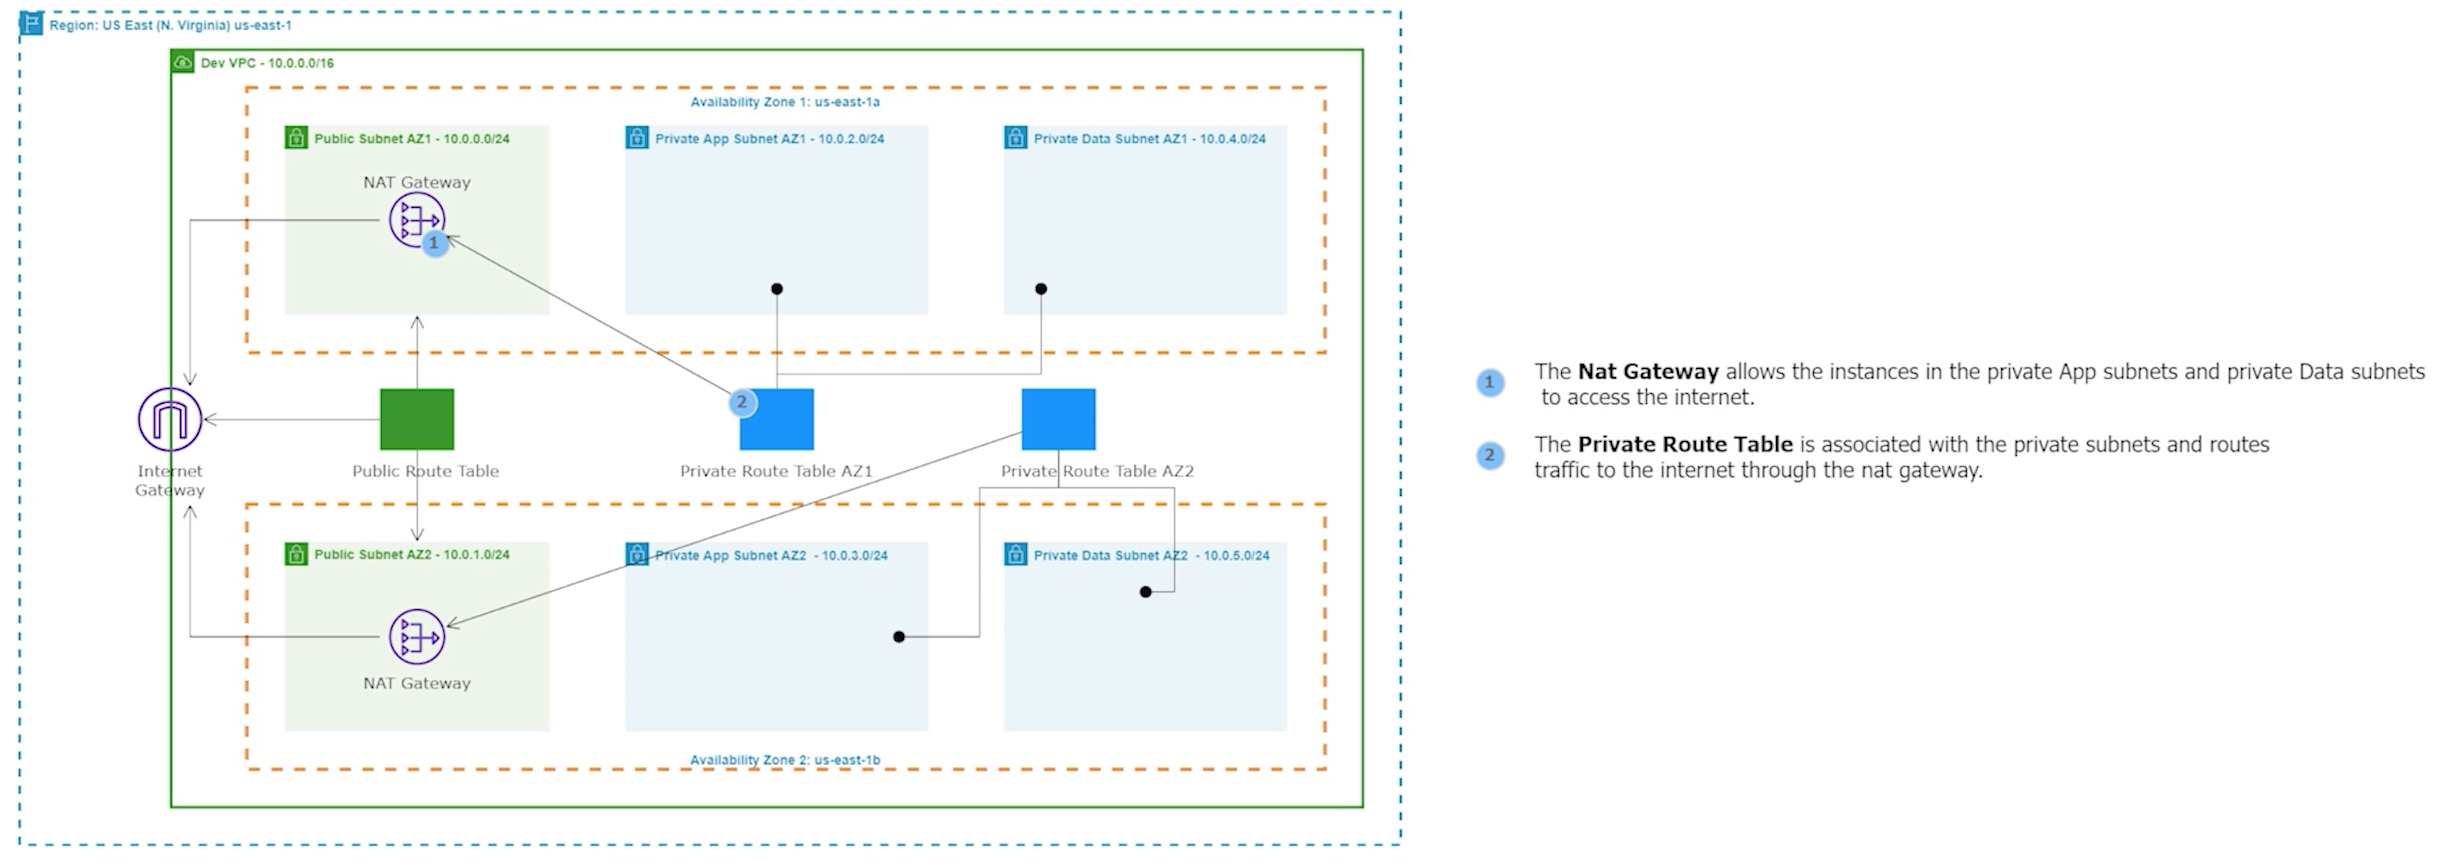 Region: US East (N. Virginia) us-east-1
Dev VPC - 10.0.0.0/16
Availability Zone 1: us-east-1a
Public Subnet AZ1 - 10.0.0.0/24
Private App Subnet AZ1 - 10.0.2.0/24
Private Data Subnet AZ1 - 10.0.4.0/24
NAT Gateway
1
2
Internet
Gateway
Public Route Table
Private Route Table AZ1
Private Route Table AZ2
Public Subnet AZ2 - 10.0.1.0/24
Private App Subnet AZ2 - 10.0.3.0/24
Private Data Subnet AZ2 - 10.0.5.0/24
NAT Gateway
Availability Zone 2: us-east-1b
1
The Nat Gateway allows the instances in the private App subnets and private Data subnets
to access the internet.
2
The Private Route Table is associated with the private subnets and routes
traffic to the internet through the nat gateway.